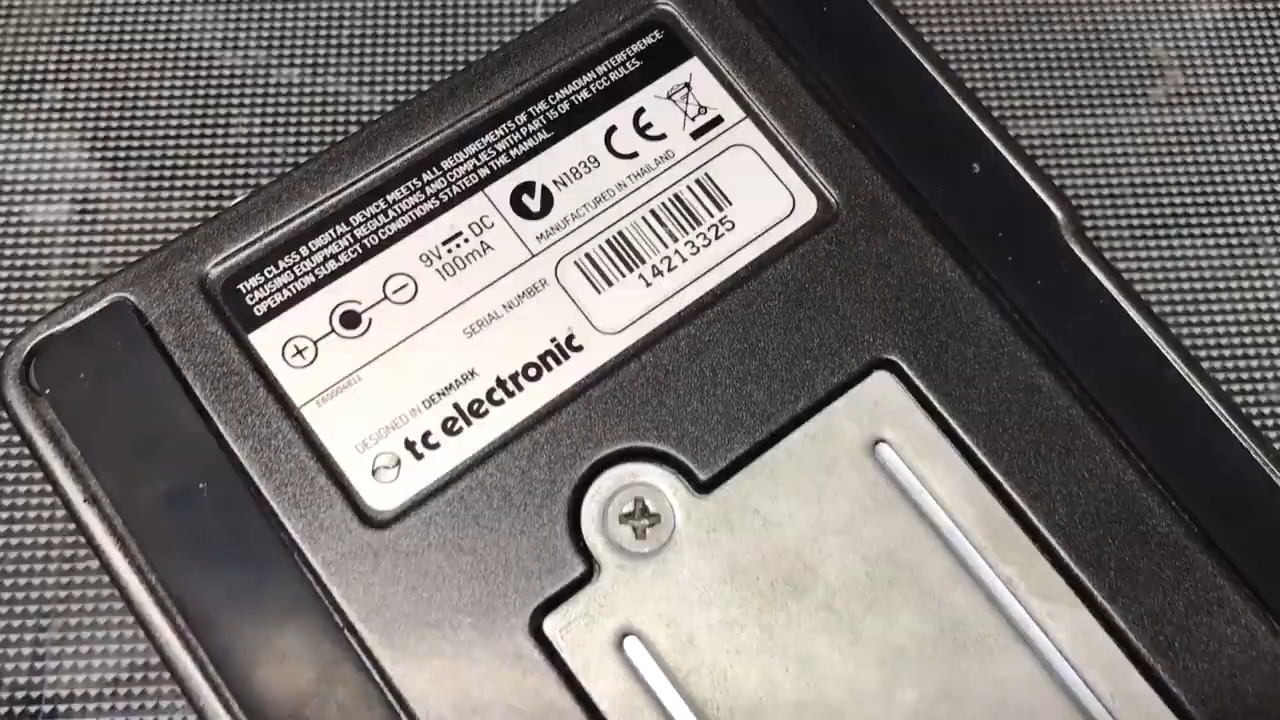 THIS CLASS B DIGITAL DEVICE MEETS ALL REQUIREMENTS OF THE CANADIAN INTERFERENCE-
CAUSING EQUIPMENT REGULATIONS AND COMPLIES WITH PART 15 OF THE FCC RULES.
OPERATION SUBJECT TO CONDITIONS STATED IN THE MANUAL.
9V DC
100mA
N1839
CE
MANUFACTURED IN THAILAND
SERIAL NUMBER
14213325
E60004811
DESIGNED IN DENMARK
tc electronic